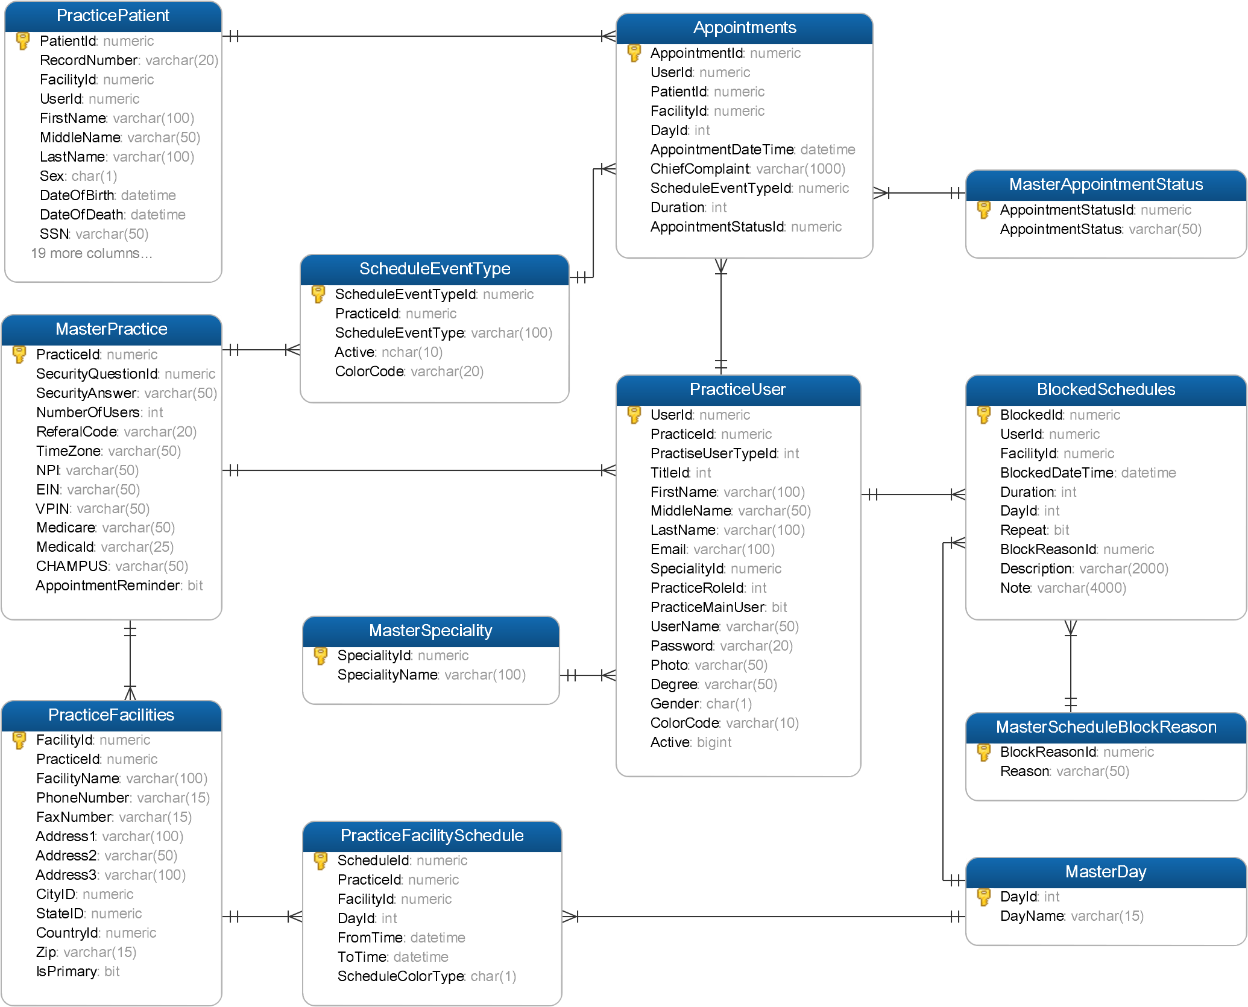 PracticePatient
PatientId: numeric
RecordNumber: varchar(20)
FacilityId: numeric
UserId: numeric
FirstName: varchar(100)
MiddleName: varchar(50)
LastName: varchar(100)
Sex: char(1)
DateOfBirth: datetime
DateOfDeath: datetime
SSN: varchar(50)
19 more columns...
Appointments
AppointmentId: numeric
UserId: numeric
PatientId: numeric
FacilityId: numeric
DayId: int
AppointmentDateTime: datetime
ChiefComplaint: varchar(1000)
ScheduleEventTypeId: numeric
Duration: int
AppointmentStatusId: numeric
MasterAppointmentStatus
AppointmentStatusId: numeric
AppointmentStatus: varchar(50)
ScheduleEventType
ScheduleEventTypeId: numeric
PracticeId: numeric
ScheduleEventType: varchar(100)
Active: nchar(10)
ColorCode: varchar(20)
MasterPractice
PracticeId: numeric
SecurityQuestionId: numeric
SecurityAnswer: varchar(50)
NumberOfUsers: int
ReferalCode: varchar(20)
TimeZone: varchar(50)
NPI: varchar(50)
EIN: varchar(50)
VPIN: varchar(50)
Medicare: varchar(50)
MedicaId: varchar(25)
CHAMPUS: varchar(50)
AppointmentReminder: bit
PracticeUser
UserId: numeric
PracticeId: numeric
PractiseUserTypeId: int
TitleId: int
FirstName: varchar(100)
MiddleName: varchar(50)
LastName: varchar(100)
Email: varchar(100)
SpecialityId: numeric
PracticeRoleId: int
PracticeMainUser: bit
UserName: varchar(50)
Password: varchar(20)
Photo: varchar(50)
Degree: varchar(50)
Gender: char(1)
ColorCode: varchar(10)
Active: bigint
BlockedSchedules
BlockedId: numeric
UserId: numeric
FacilityId: numeric
BlockedDateTime: datetime
Duration: int
DayId: int
Repeat: bit
BlockReasonId: numeric
Description: varchar(2000)
Note: varchar(4000)
MasterSpeciality
SpecialityId: numeric
SpecialityName: varchar(100)
PracticeFacilities
FacilityId: numeric
PracticeId: numeric
FacilityName: varchar(100)
PhoneNumber: varchar(15)
FaxNumber: varchar(15)
Address1: varchar(100)
Address2: varchar(50)
Address3: varchar(100)
CityID: numeric
StateID: numeric
CountryId: numeric
Zip: varchar(15)
IsPrimary: bit
MasterScheduleBlockReason
BlockReasonId: numeric
Reason: varchar(50)
PracticeFacilitySchedule
ScheduleId: numeric
PracticeId: numeric
FacilityId: numeric
DayId: int
FromTime: datetime
ToTime: datetime
ScheduleColorType: char(1)
MasterDay
DayId: int
DayName: varchar(15)